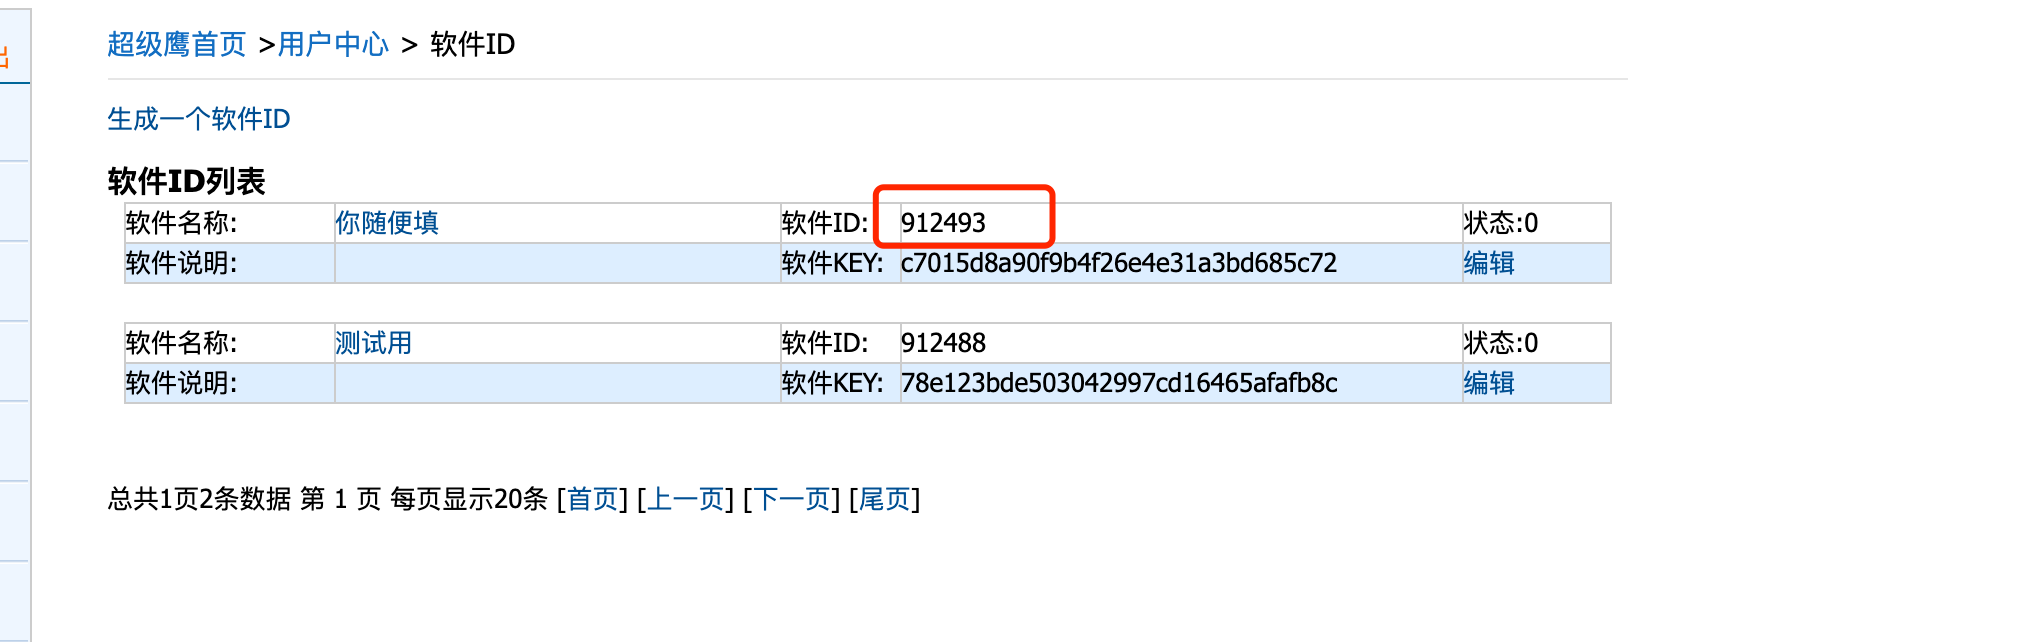 出
超级鹰首页 >用户中心 > 软件ID
生成一个软件ID
软件ID列表
软件名称: 你随便填 软件ID: 912493 状态:0
软件说明: 软件KEY: c7015d8a90f9b4f26e4e31a3bd685c72 编辑
软件名称: 测试用 软件ID: 912488 状态:0
软件说明: 软件KEY: 78e123bde503042997cd16465afafb8c 编辑
总共1页2条数据 第 1 页 每页显示20条 [首页] [上一页] [下一页] [尾页]